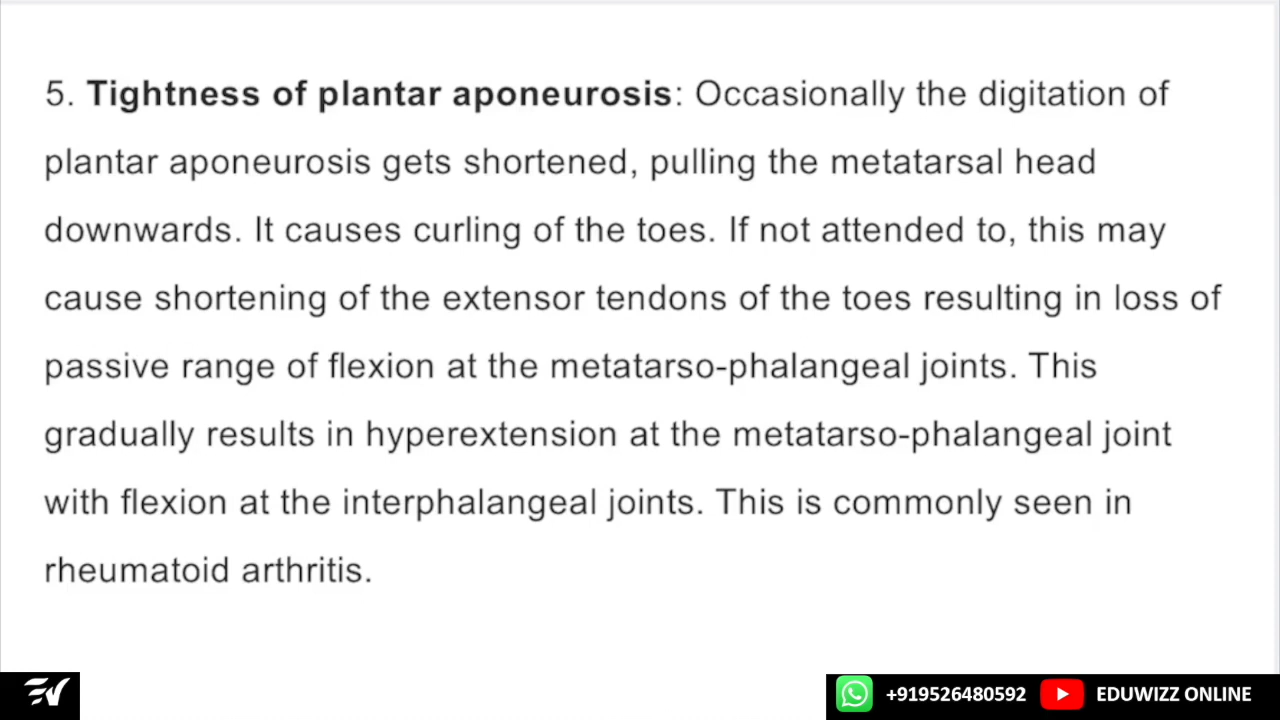 5. Tightness of plantar aponeurosis: Occasionally the digitation of
plantar aponeurosis gets shortened, pulling the metatarsal head
downwards. It causes curling of the toes. If not attended to, this may
cause shortening of the extensor tendons of the toes resulting in loss of
passive range of flexion at the metatarso-phalangeal joints. This
gradually results in hyperextension at the metatarso-phalangeal joint
with flexion at the interphalangeal joints. This is commonly seen in
rheumatoid arthritis.
+919526480592 EDUWIZZ ONLINE